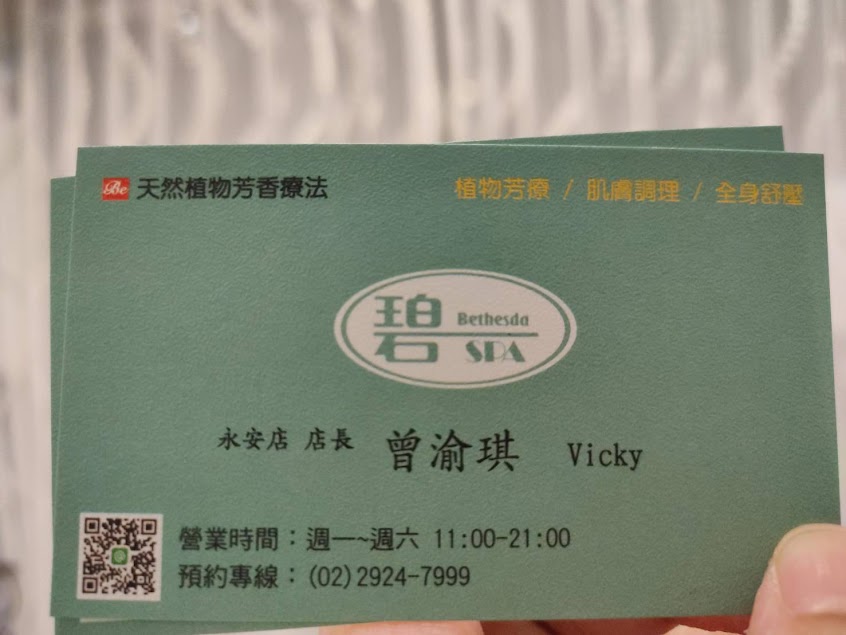 Be 天然植物芳香療法
植物芳療 / 肌膚調理 / 全身舒壓
碧 Bethesda SPA
永安店 店長 曾渝琪 Vicky
營業時間：週一~週六 11:00-21:00
預約專線：(02)2924-7999